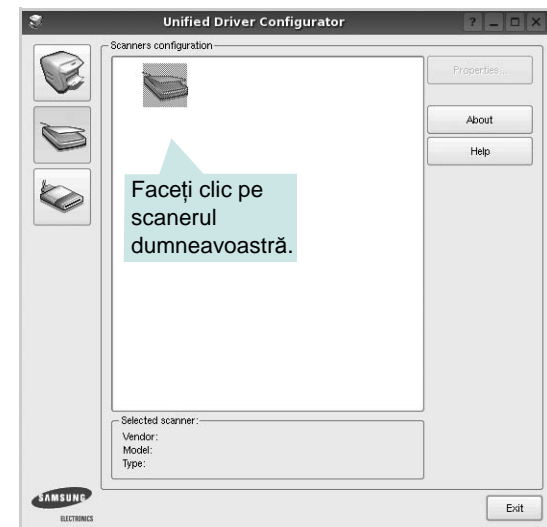 Unified Driver Configurator
Scanners configuration
Properties...
About
Help
Faceți clic pe
scanerul
dumneavoastră.
Selected scanner:
Vendor:
Model:
Type:
SAMSUNG
ELECTRONICS
Exit